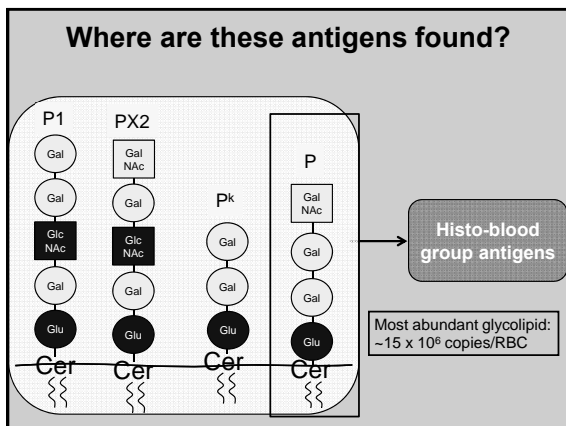 Where are these antigens found?
P1
Gal
Gal
Glc
NAc
Gal
Glu
Cer
PX2
Gal
NAc
Gal
Glc
NAc
Gal
Glu
Cer
Pᵏ
Gal
Gal
Glu
Cer
P
Gal
NAc
Gal
Gal
Glu
Cer
Histo-blood
group antigens
Most abundant glycolipid:
~15 x 10⁶ copies/RBC